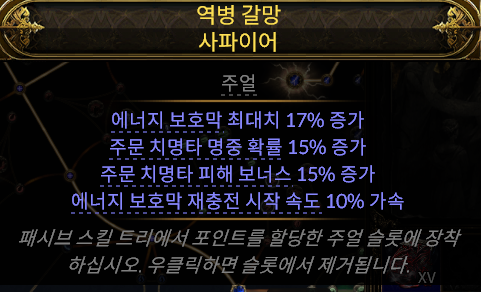 역병 갈망
사파이어
주얼
에너지 보호막 최대치 17% 증가
주문 치명타 명중 확률 15% 증가
주문 치명타 피해 보너스 15% 증가
에너지 보호막 재충전 시작 속도 10% 가속
패시브 스킬 트리에서 포인트를 할당한 주얼 슬롯에 장착
하십시오. 우클릭하면 슬롯에서 제거됩니다.
XV